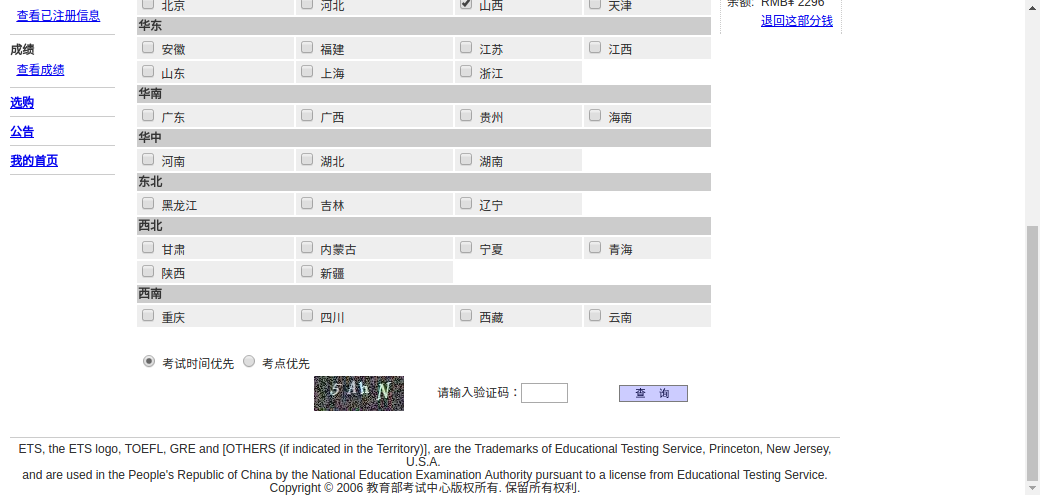 北京 河北 山西 天津 余额: RMB¥ 2296
查看已注册信息 退回这部分钱
华东
成绩 安徽 福建 江苏 江西
查看成绩 山东 上海 浙江
华南
选购
广东 广西 贵州 海南
公告 华中
我的首页 河南 湖北 湖南
东北
黑龙江 吉林 辽宁
西北
甘肃 内蒙古 宁夏 青海
陕西 新疆
西南
重庆 四川 西藏 云南
考试时间优先 考点优先
5AhN 请输入验证码: 查 询
ETS, the ETS logo, TOEFL, GRE and [OTHERS (if indicated in the Territory)], are the Trademarks of Educational Testing Service, Princeton, New Jersey,
U.S.A.
and are used in the People's Republic of China by the National Education Examination Authority pursuant to a license from Educational Testing Service.
Copyright © 2006 教育部考试中心版权所有. 保留所有权利.